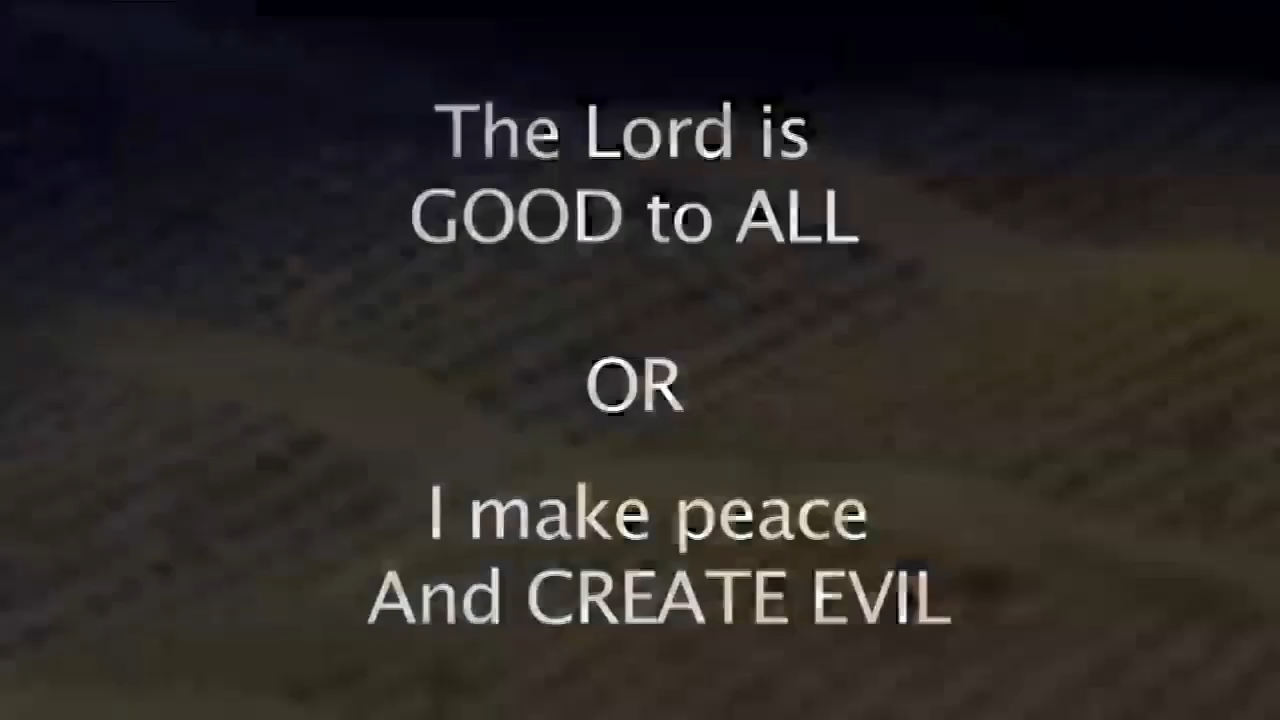 The Lord is
GOOD to ALL
OR
I make peace
And CREATE EVIL